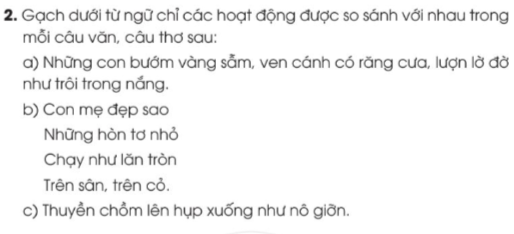 2. Gạch dưới từ ngữ chỉ các hoạt động được so sánh với nhau trong
mỗi câu văn, câu thơ sau:
a) Những con bướm vàng sẫm, ven cánh có răng cưa, lượn lờ đờ
như trôi trong nắng.
b) Con mẹ đẹp sao
Những hòn tơ nhỏ
Chạy như lăn tròn
Trên sân, trên cỏ.
c) Thuyền chồm lên hụp xuống như nô giỡn.